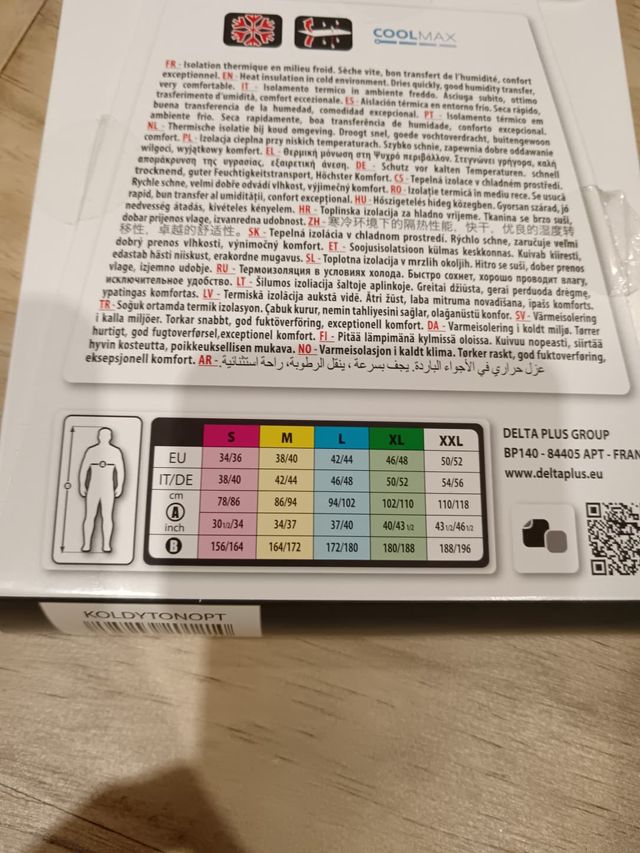 COOLMAX
FR - Isolation thermique en milieu froid. Sèche vite, bon transfert de l'humidité, confort
exceptionnel. EN - Heat insulation in cold environment. Dries quickly, good humidity transfer,
very comfortable. IT - Isolamento termico in ambiente freddo. Asciuga subito, ottimo
trasferimento d'umidità, comfort eccezionale. ES - Aislación térmica en entorno frío. Seca rápido,
buena transferencia de la humedad, comodidad excepcional. PT - Isolamento térmico em
ambiente frio. Seca rapidamente, boa transferência de humidade, conforto excepcional.
NL - Thermische isolatie bij koud omgeving. Droogt snel, goede vochtoverdracht, buitengewoon
comfort. PL - Izolacja cieplna przy niskich temperaturach. Szybko schnie, zapewnia dobre oddawanie
wilgoci, wyjątkowy komfort. EL - Θερμική μόνωση στη Ψυχρό περιβάλλον. Στεγνώνει γρήγορα, καλή
απομάκρυνση της υγρασίας, εξαιρετική άνεση. DE - Schutz vor kalten Temperaturen. schnell
trocknend, guter Feuchtigkeitstransport, Höchster Komfort. CS - Tepelná izolace v chladném prostředí.
Rychle schne, velmi dobře odvádí vlhkost, výjimečný komfort. RO - Izolație termică in mediu rece. Se usucă
rapid, bun transfer al umidității, confort excepțional. HU - Hőszigetelés hideg közegben. Gyorsan szárad, jó
nedvesség átadás, kivételes kényelem. HR - Toplinska izolacija za hladno vrijeme. Tkanina se brzo suši,
dobar prijenos vlage, izvanredna udobnost. ZH - 寒冷环境下的隔热性能，快干，优良的湿度转
移性，卓越的舒适性。 SK - Tepelná izolácia v chladnom prostredí. Rýchlo schne, zaručuje veľmi
dobrý prenos vlhkosti, výnimočný komfort. ET - Soojusisolatsioon külmas keskkonnas. Kuivab kiiresti,
edastab hästi niiskust, erakordne mugavus. SL - Toplotna izolacija v mrzlih okoljih. Hitro se suši, dober prenos
vlage, izjemno udobje. RU - Термоизоляция в условиях холода. Быстро сохнет, хорошо проводит влагу,
исключительное удобство. LT - Šilumos izoliacija šaltoje aplinkoje. Greitai džiūsta, gerai perduoda drėgmę,
ypatingas komfortas. LV - Termiskā izolācija aukstā vidē. Ātri žūst, laba mitruma novadīšana, īpašs komforts.
TR - Soğuk ortamda termik izolasyon. Çabuk kurur, nemin tahliyesini sağlar, olağanüstü konfor. SV - Värmeisolering
i kalla miljöer. Torkar snabbt, god fuktöverföring, exceptionell komfort. DA - Varmeisolering i koldt miljø. Tørrer
hurtigt, god fugtoverførsel,exceptionel komfort. FI - Pitää lämpimänä kylmissä oloissa. Kuivuu nopeasti, siirtää
hyvin kosteutta, poikkeuksellisen mukava. NO - Varmeisolasjon i kaldt klima. Tørker raskt, god fuktoverføring,
eksepsjonell komfort. AR - عزل حراري في الأجواء الباردة. يجف بسرعة ، ينقل الرطوبة، راحة استثنائية.
S M L XL XXL
EU 34/36 38/40 42/44 46/48 50/52
IT/DE 38/40 42/44 46/48 50/52 54/56
cm 78/86 86/94 94/102 102/110 110/118
A
inch 30 1/2/34 34/37 37/40 40/43 1/2 43 1/2/46 1/2
B 156/164 164/172 172/180 180/188 188/196
DELTA PLUS GROUP
BP140 - 84405 APT - FRAN
www.deltaplus.eu
KOLDYTONOPT